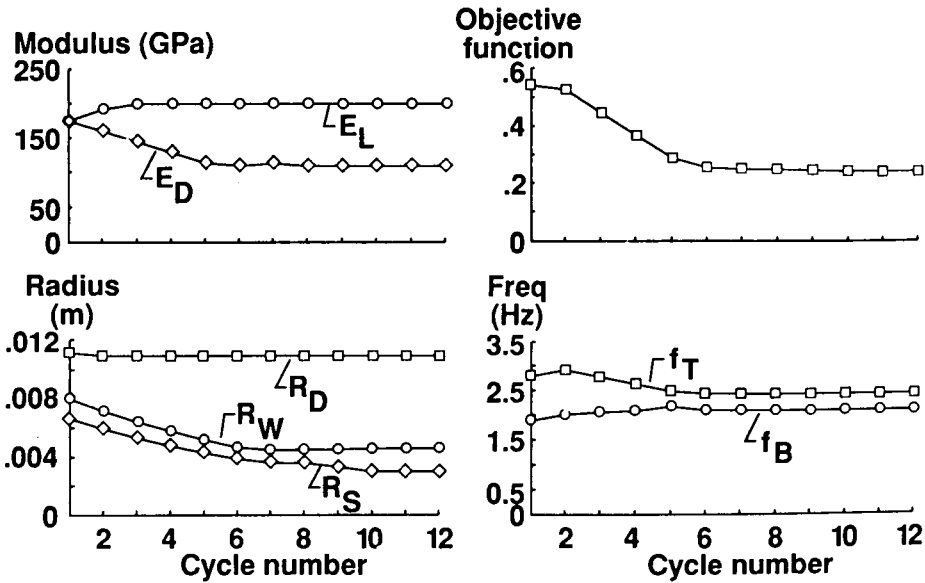 Modulus (GPa)
250
150
50
0
E_L
E_D
Objective
function
.6
.4
.2
0
Radius
(m)
.012
.008
.004
0
R_D
R_W
R_S
2 4 6 8 10 12
Cycle number
Freq
(Hz)
3.5
2.5
1.5
0.5
0
f_T
f_B
2 4 6 8 10 12
Cycle number